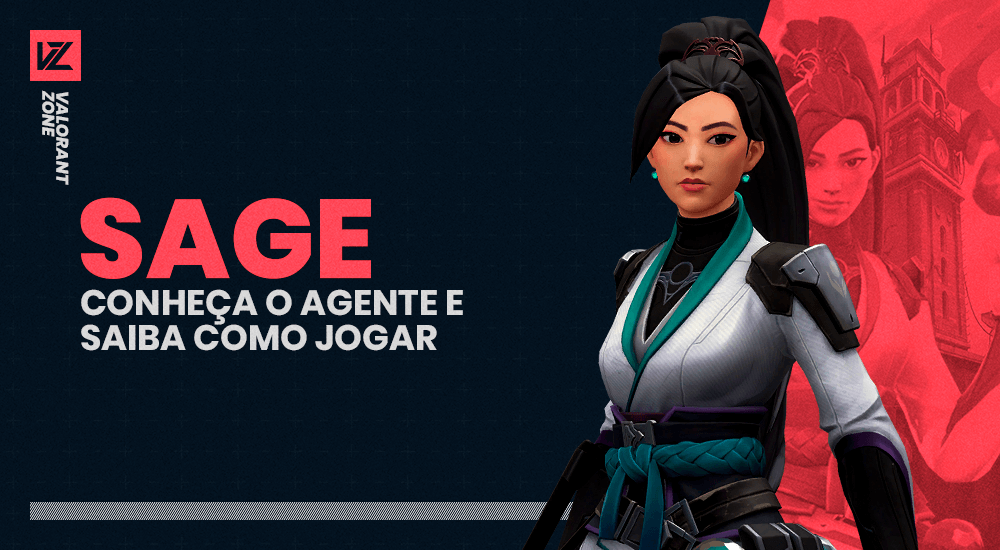 VZ
VALORANT
ZONE
SAGE
CONHEÇA O AGENTE E
SAIBA COMO JOGAR